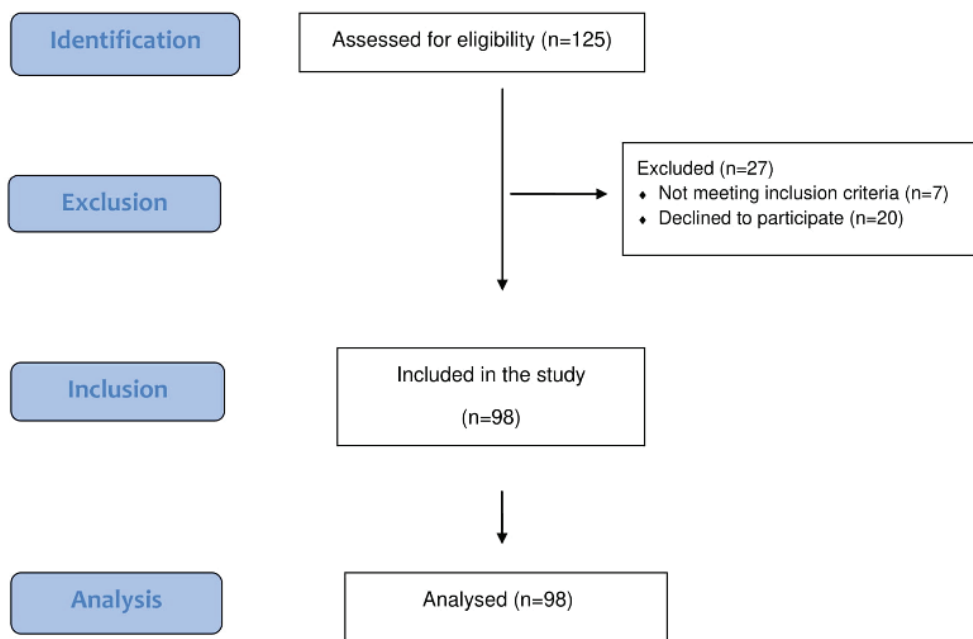 Identification
Assessed for eligibility (n=125)
Exclusion
Excluded (n=27)
♦ Not meeting inclusion criteria (n=7)
♦ Declined to participate (n=20)
Inclusion
Included in the study
(n=98)
Analysis
Analysed (n=98)